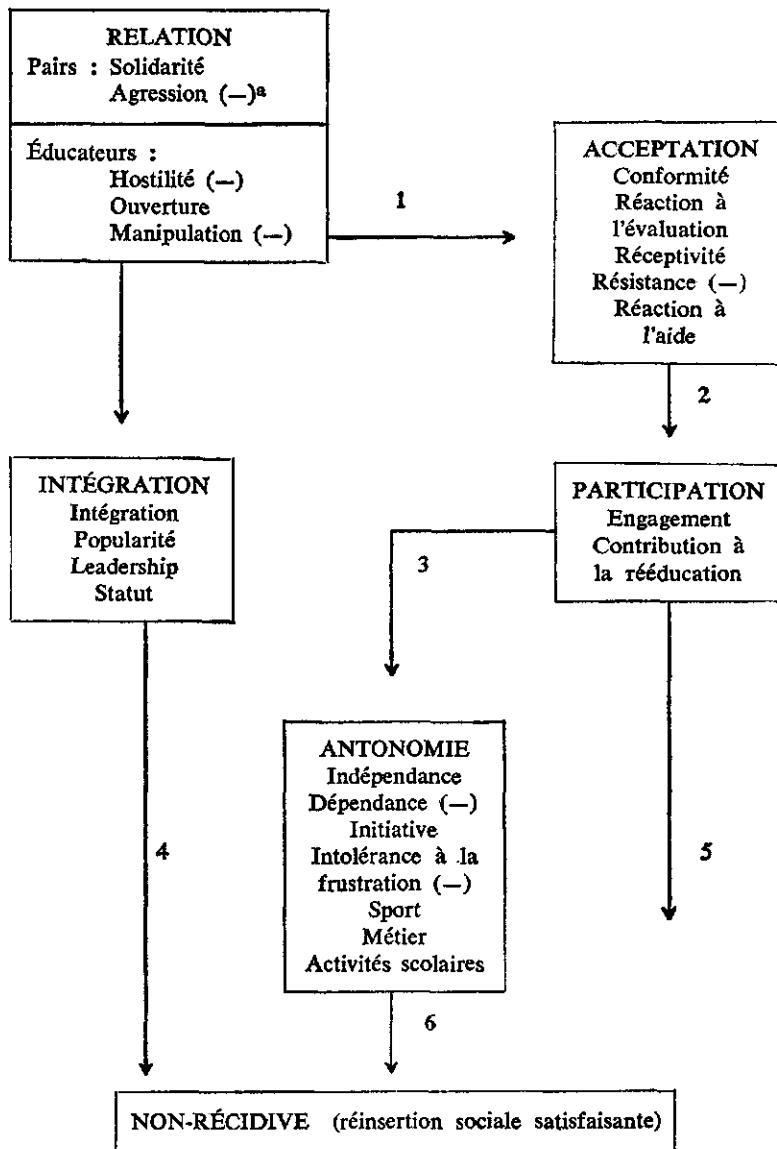 RELATION
Pairs : Solidarité
Agression (—)ª
Éducateurs :
Hostilité (—)
Ouverture
Manipulation (—)
1
ACCEPTATION
Conformité
Réaction à
l'évaluation
Réceptivité
Résistance (—)
Réaction à
l'aide
2
INTÉGRATION
Intégration
Popularité
Leadership
Statut
PARTICIPATION
Engagement
Contribution à
la rééducation
3
ANTONOMIE
Indépendance
Dépendance (—)
Initiative
Intolérance à la
frustration (—)
Sport
Métier
Activités scolaires
4
5
6
NON-RÉCIDIVE (réinsertion sociale satisfaisante)